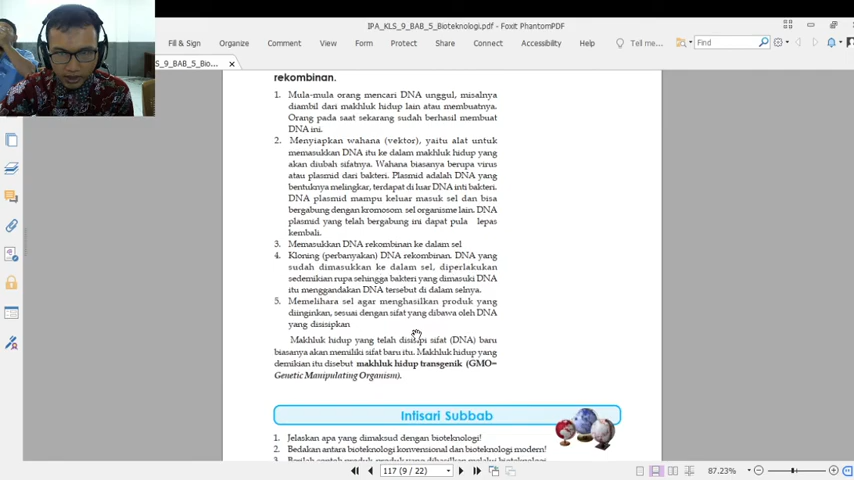 IPA_KLS_9_BAB_5_Bioteknologi.pdf - Foxit PhantomPDF
Fill & Sign Organize Comment View Form Protect Share Connect Accessibility Help Tell me... Find
S_9_BAB_5_Bio... ×
rekombinan.
1. Mula-mula orang mencari DNA unggul, misalnya
diambil dari makhluk hidup lain atau membuatnya.
Orang pada saat sekarang sudah berhasil membuat
DNA ini.
2. Menyiapkan wahana (vektor), yaitu alat untuk
memasukkan DNA itu ke dalam makhluk hidup yang
akan diubah sifatnya. Wahana biasanya berupa virus
atau plasmid dari bakteri. Plasmid adalah DNA yang
bentuknya melingkar, terdapat di luar DNA inti bakteri.
DNA plasmid mampu keluar masuk sel dan bisa
bergabung dengan kromosom sel organisme lain. DNA
plasmid yang telah bergabung ini dapat pula lepas
kembali.
3. Memasukkan DNA rekombinan ke dalam sel
4. Kloning (perbanyakan) DNA rekombinan. DNA yang
sudah dimasukkan ke dalam sel, diperlakukan
sedemikian rupa sehingga bakteri yang dimasuki DNA
itu menggandakan DNA tersebut di dalam selnya.
5. Memelihara sel agar menghasilkan produk yang
diinginkan, sesuai dengan sifat yang dibawa oleh DNA
yang disisipkan
Makhluk hidup yang telah disisipi sifat (DNA) baru
biasanya akan memiliki sifat baru itu. Makhluk hidup yang
demikian itu disebut makhluk hidup transgenik (GMO=
Genetic Manipulating Organism).
Intisari Subbab
1. Jelaskan apa yang dimaksud dengan bioteknologi!
2. Bedakan antara bioteknologi konvensional dan bioteknologi modern!
3. Berilah contoh produk-produk yang dihasilkan melalui bioteknologi
117 (9 / 22) 87.23%